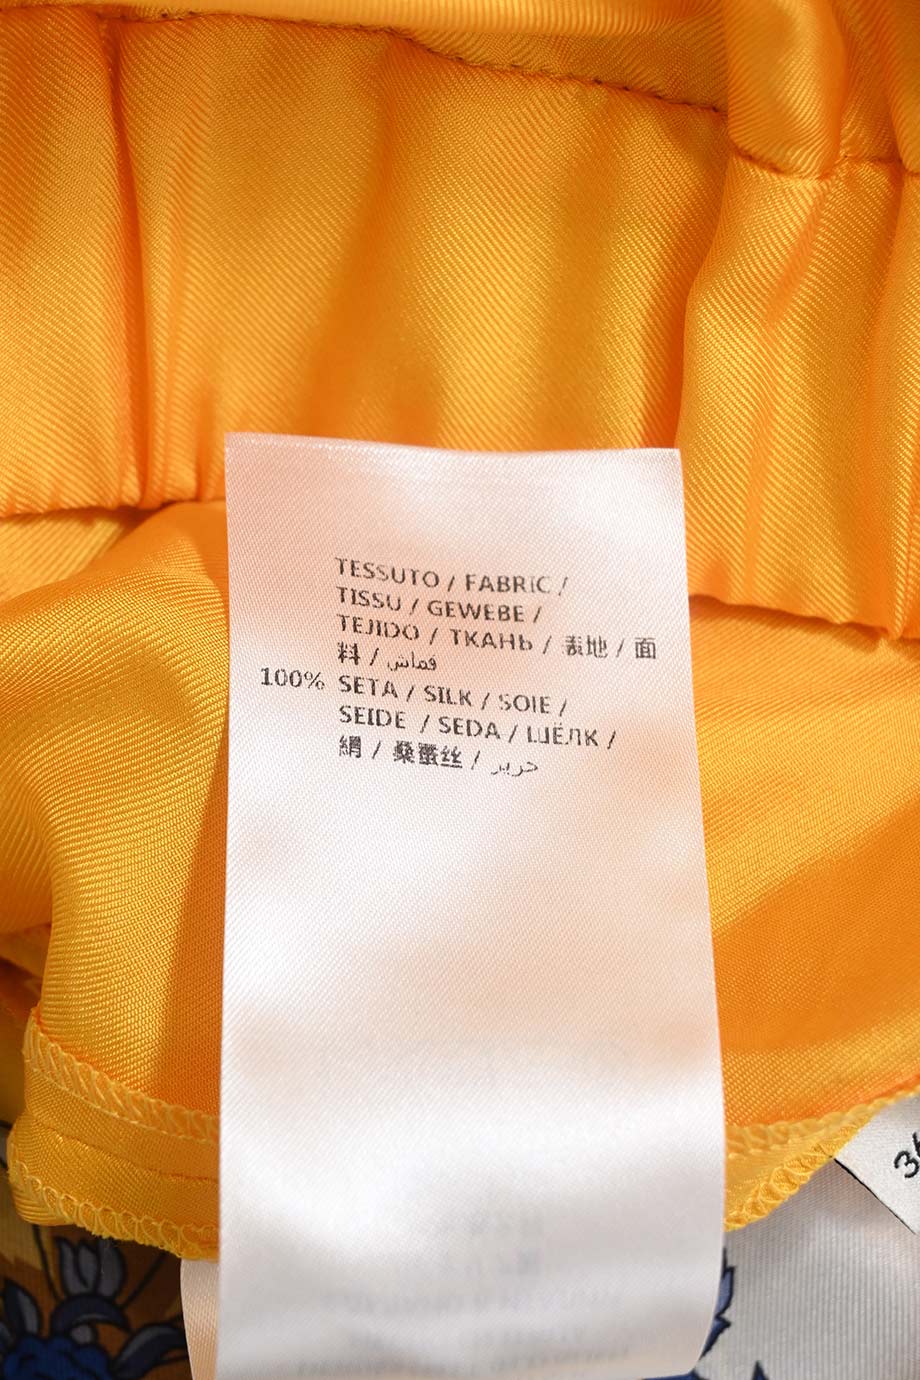 TESSUTO / FABRIC /
TISSU / GEWEBE /
TEJIDO / ТКАНЬ / 表地 / 面
料 / قماش
100% SETA / SILK / SOIE /
SEIDE / SEDA / ШЁЛК /
絹 / 桑蚕丝 / حرير